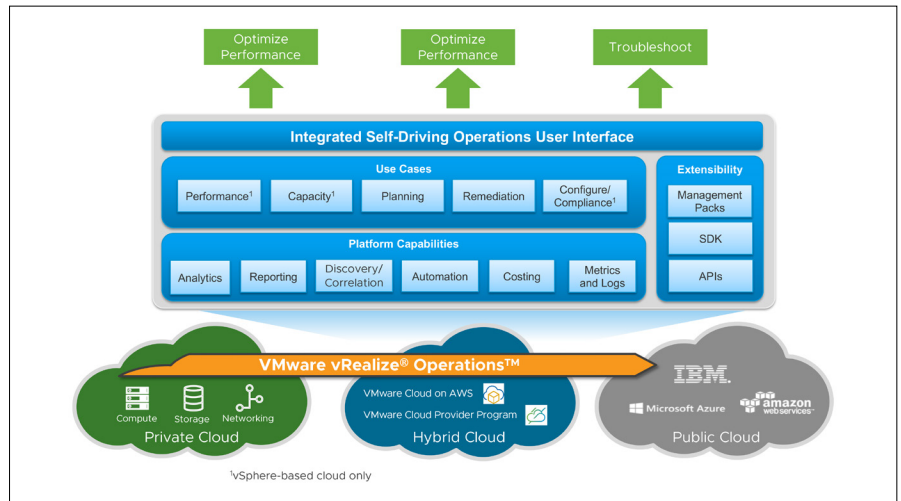 Optimize
Performance
Optimize
Performance
Troubleshoot
Integrated Self-Driving Operations User Interface
Use Cases
Performance¹
Capacity¹
Planning
Remediation
Configure/
Compliance¹
Extensibility
Management
Packs
SDK
APIs
Platform Capabilities
Analytics
Reporting
Discovery/
Correlation
Automation
Costing
Metrics
and Logs
VMware vRealize® Operations™
Compute
Storage
Networking
Private Cloud
VMware Cloud on AWS
VMware Cloud Provider Program
Hybrid Cloud
IBM.
Microsoft Azure
amazon
webservices™
Public Cloud
¹vSphere-based cloud only